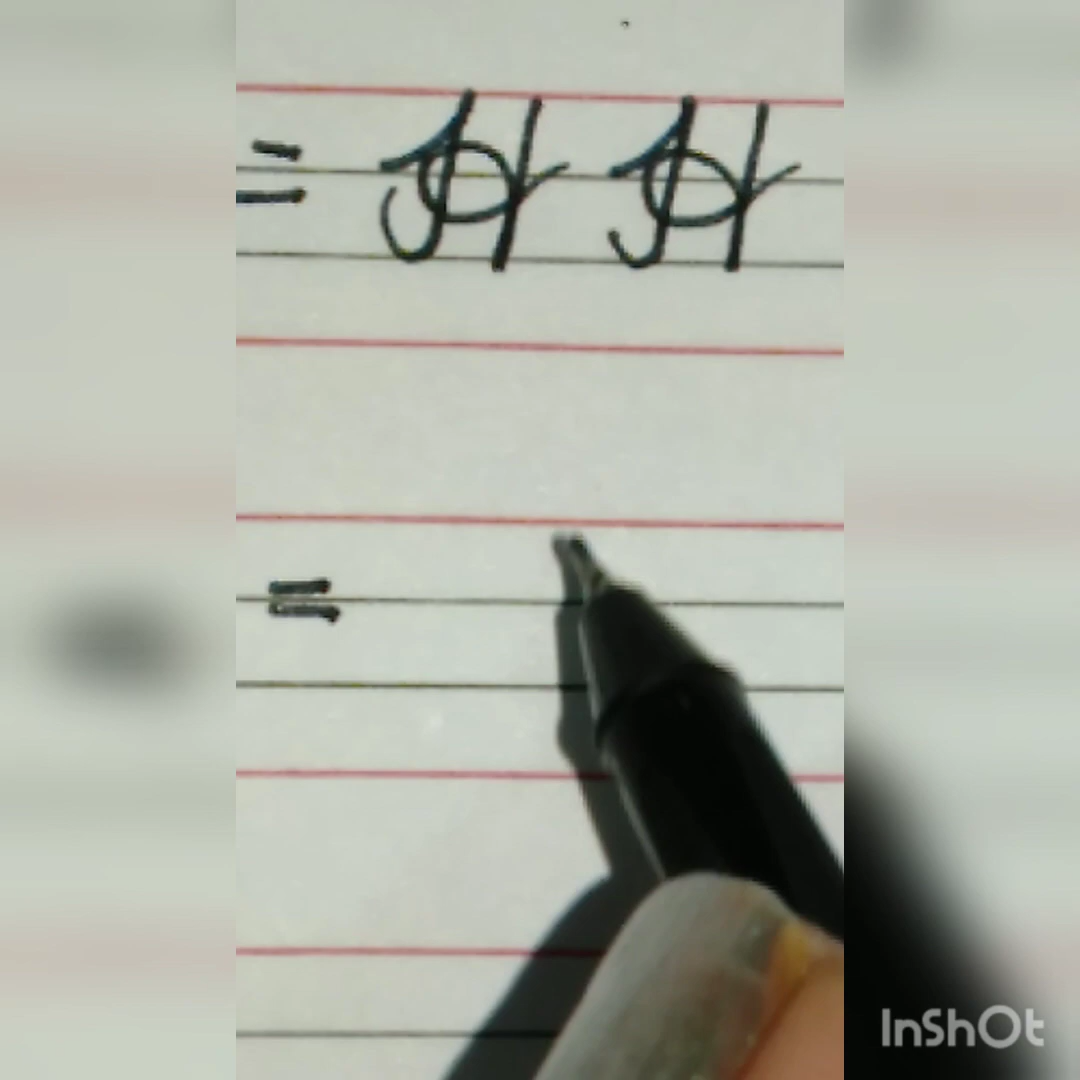 = H H
=
InShOt